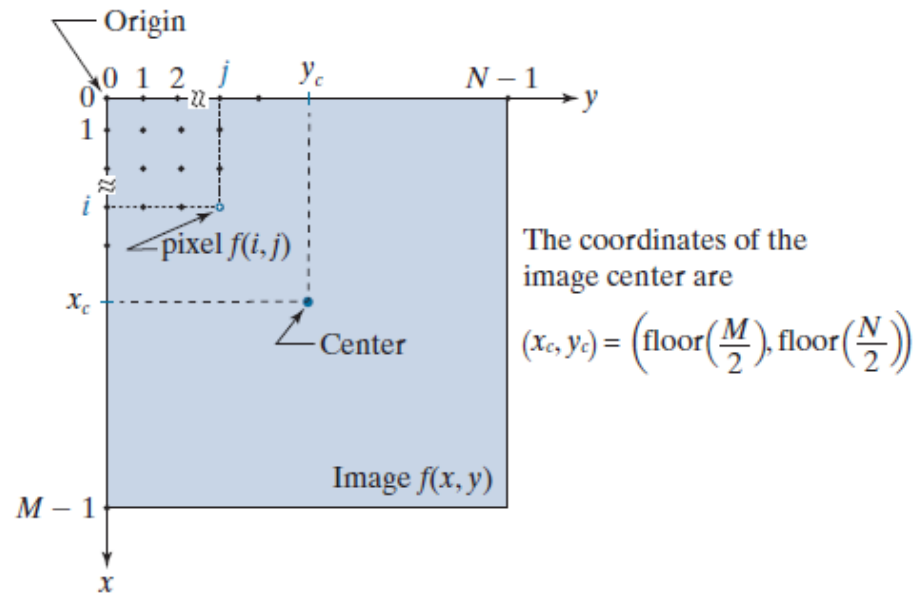 Origin
0 1 2 j y_c N − 1
0 y
1
i
pixel f(i, j)
The coordinates of the
image center are
x_c
Center
(x_c, y_c) = (floor(M/2), floor(N/2))
Image f(x, y)
M − 1
x